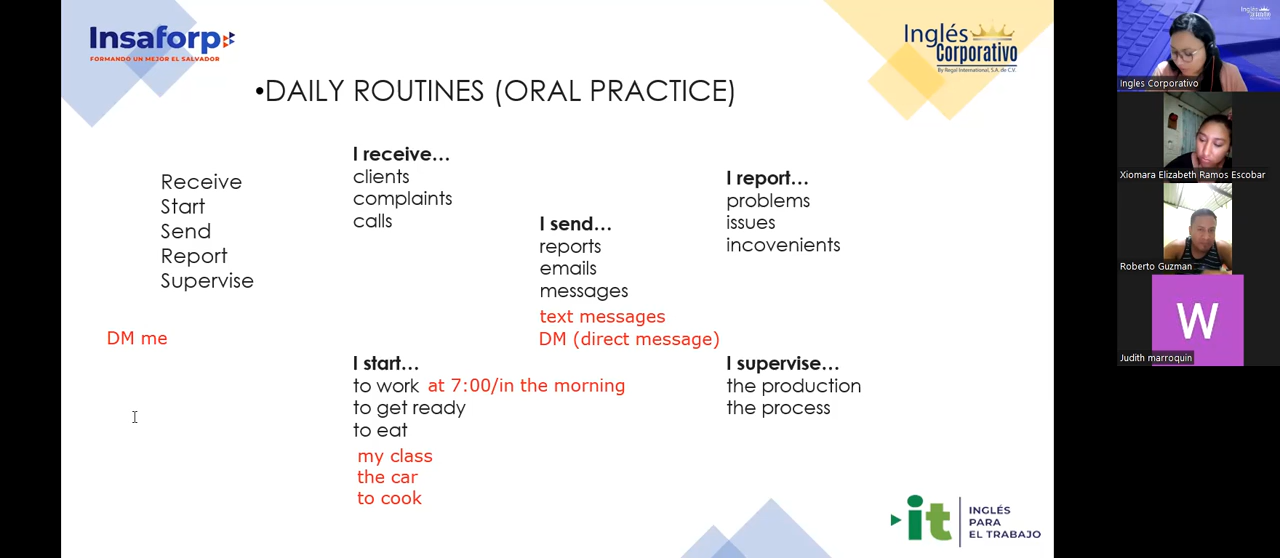 Insaforp
FORMANDO UN MEJOR EL SALVADOR
Inglés
Corporativo
By Regal International, S.A. de C.V.
•DAILY ROUTINES (ORAL PRACTICE)
Receive
Start
Send
Report
Supervise
DM me
I receive...
clients
complaints
calls
I send...
reports
emails
messages
text messages
DM (direct message)
I report...
problems
issues
incovenients
I start...
to work at 7:00/in the morning
to get ready
to eat
my class
the car
to cook
I supervise...
the production
the process
it
INGLÉS
PARA
EL TRABAJO
Ingles Corporativo
Xiomara Elizabeth Ramos Escobar
Roberto Guzman
W
Judith marroquin